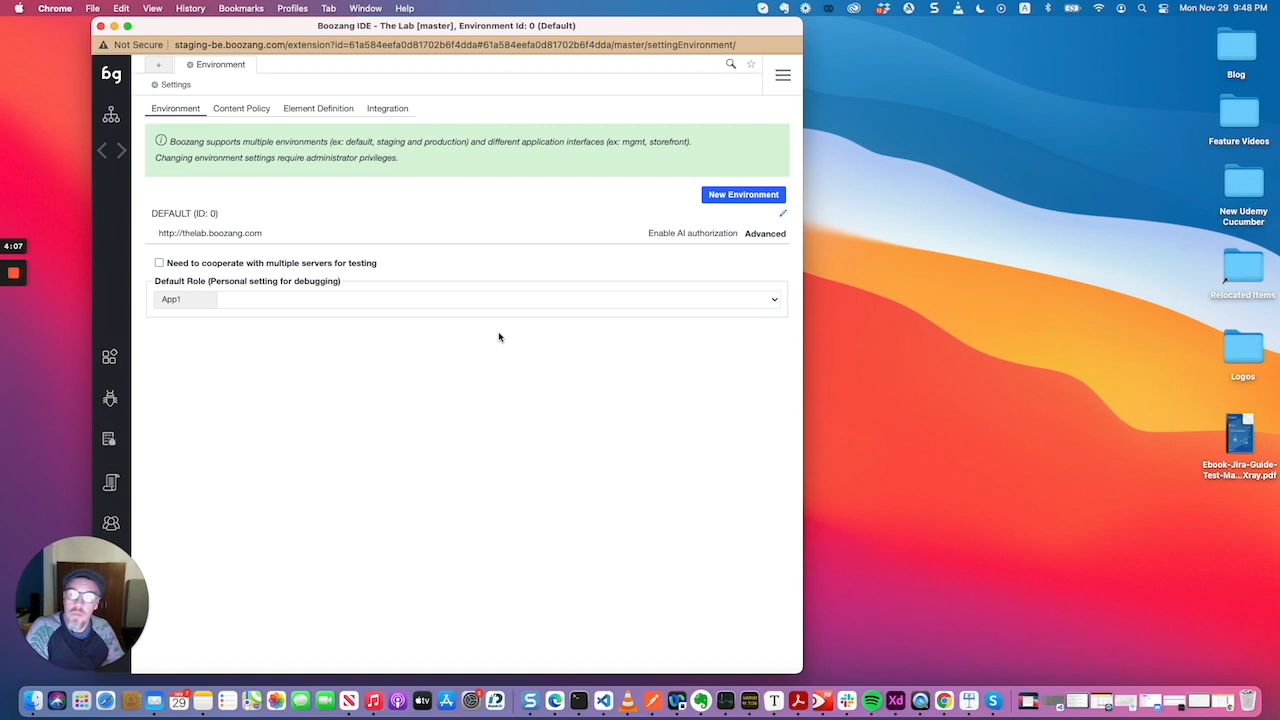 Chrome File Edit View History Bookmarks Profiles Tab Window Help
Mon Nov 29
Boozang IDE - The Lab [master], Environment Id: 0 (Default)
Not Secure staging-be.boozang.com/extension?id=61a584eefa0d81702b6f4dda#61a584eefa0d81702b6f4dda/master/settingEnvironment/
bg
+
Environment
Settings
Environment Content Policy Element Definition Integration
Boozang supports multiple environments (ex: default, staging and production) and different application interfaces (ex: mgmt, storefront).
Changing environment settings require administrator privileges.
New Environment
DEFAULT (ID: 0)
http://thelab.boozang.com Enable AI authorization Advanced
Need to cooperate with multiple servers for testing
Default Role (Personal setting for debugging)
App1
4:07
Blog
Feature Videos
New Udemy
Cucumber
Relocated Items
Logos
Ebook-Jira-Guide-
Test-Ma...Xray.pdf
NOV
29
tv
Xd